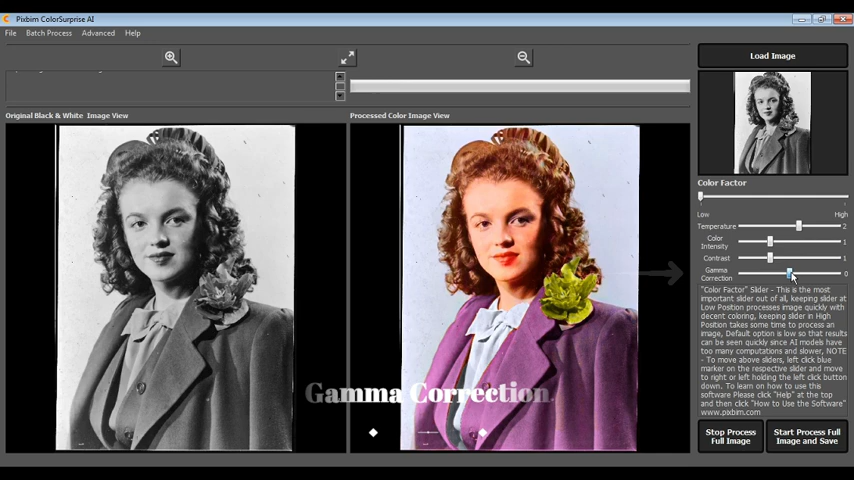 Pixbim ColorSurprise AI
File Batch Process Advanced Help
Load Image
Original Black & White Image View
Processed Color Image View
Color Factor
Low High
Temperature 2
Color
Intensity 1
Contrast 1
Gamma
Correction 0
"Color Factor" Slider - This is the most
important slider out of all, keeping slider at
Low Position processes image quickly with
decent coloring, keeping slider in High
Position takes some time to process an
image, Default option is low so that results
can be seen quickly since AI models have
too many computations and slower, NOTE
- To move above sliders, left click blue
marker on the respective slider and move
to right or left holding the left click button
down. To learn on how to use this
software Please click "Help" at the top
and then click "How to Use the Software"
www.pixbim.com
Gamma Correction
Stop Process
Full Image
Start Process Full
Image and Save